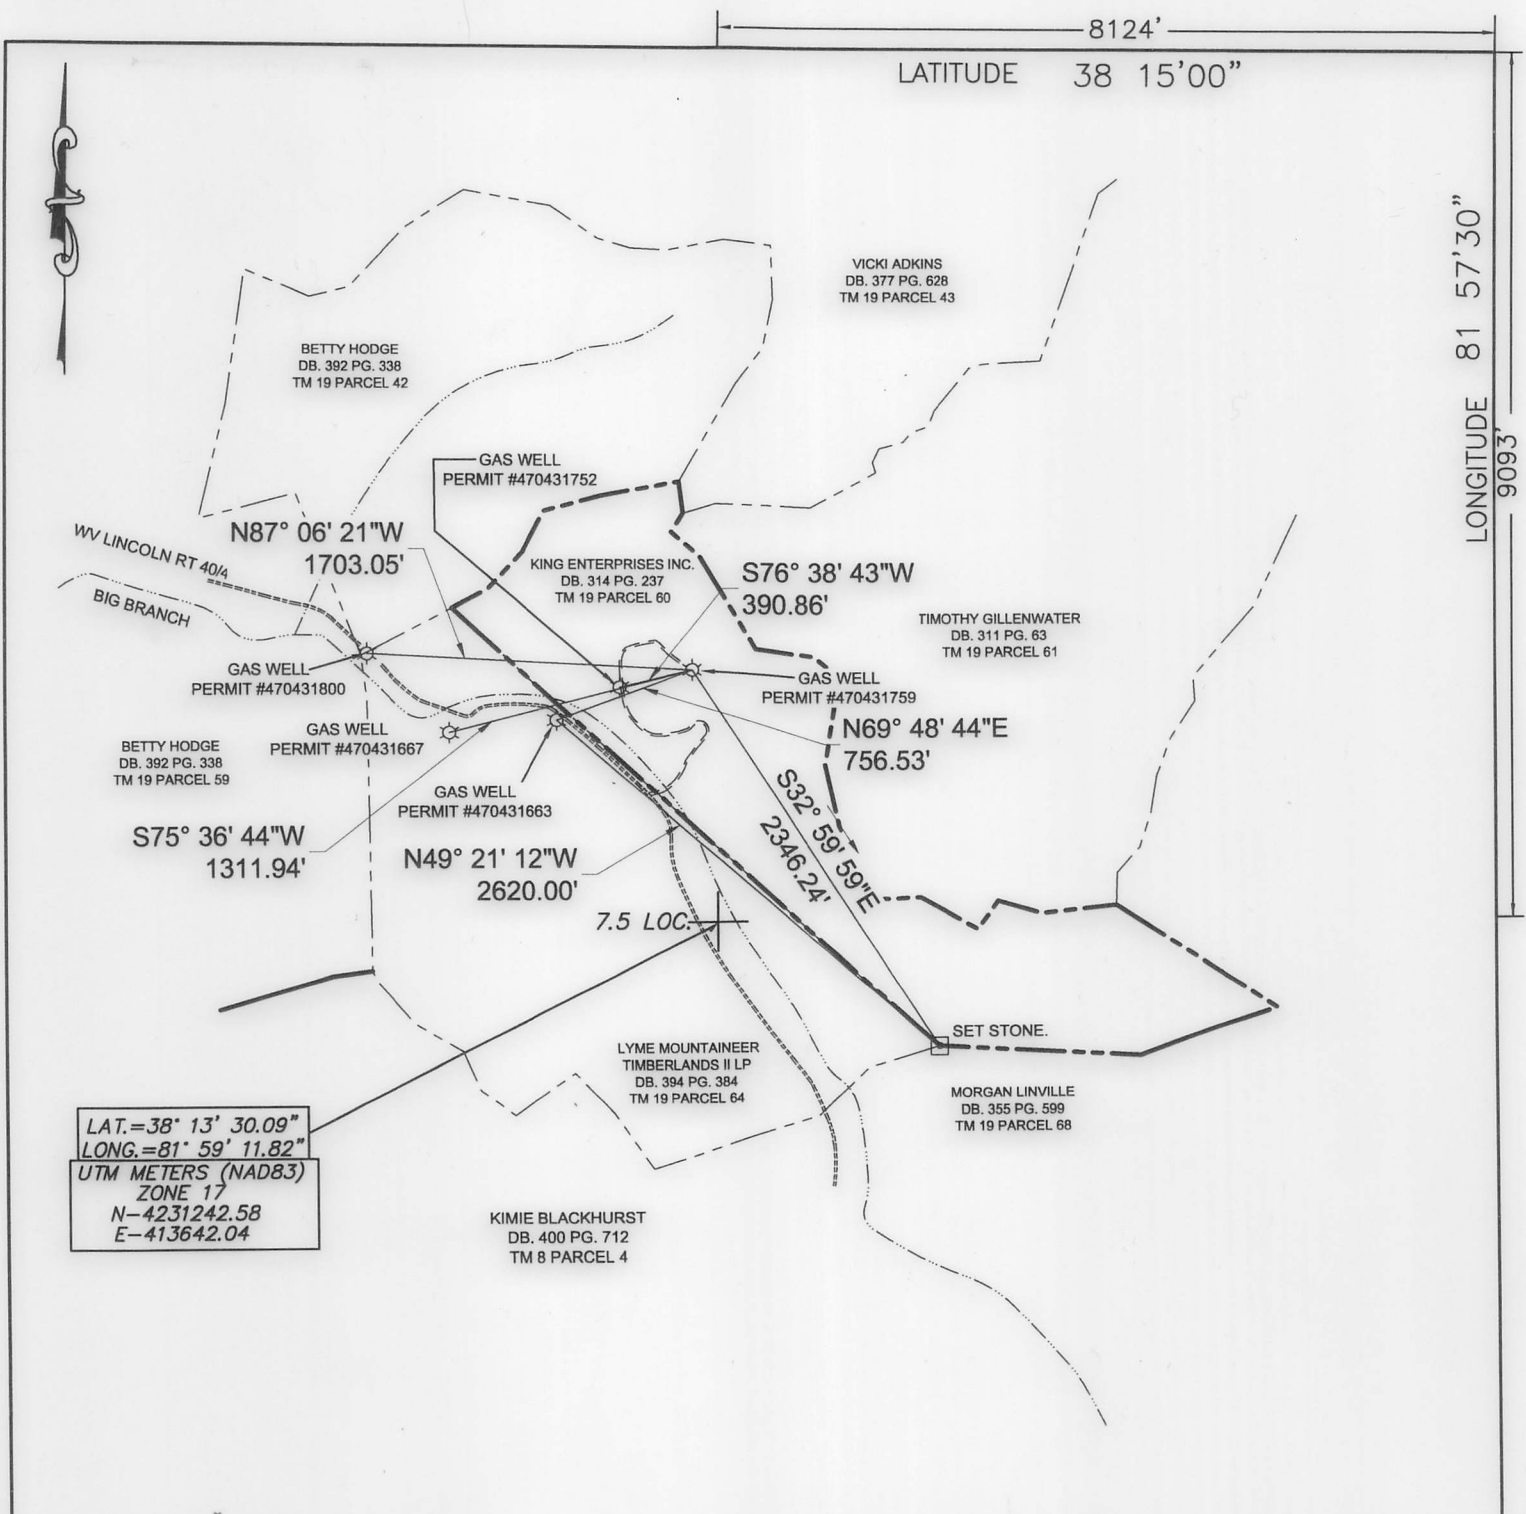 8124'
LATITUDE 38 15'00"
LONGITUDE 81 57'30"
9093'
VICKI ADKINS
DB. 377 PG. 628
TM 19 PARCEL 43
BETTY HODGE
DB. 392 PG. 338
TM 19 PARCEL 42
GAS WELL
PERMIT #470431752
N87° 06' 21"W
1703.05'
WV LINCOLN RT 40/4
BIG BRANCH
KING ENTERPRISES INC.
DB. 314 PG. 237
TM 19 PARCEL 60
S76° 38' 43"W
390.86'
TIMOTHY GILLENWATER
DB. 311 PG. 63
TM 19 PARCEL 61
GAS WELL
PERMIT #470431800
GAS WELL
PERMIT #470431759
GAS WELL
PERMIT #470431667
N69° 48' 44"E
756.53'
BETTY HODGE
DB. 392 PG. 338
TM 19 PARCEL 59
GAS WELL
PERMIT #470431663
S32° 59' 59"E
2346.24'
S75° 36' 44"W
1311.94'
N49° 21' 12"W
2620.00'
7.5 LOC.
SET STONE.
LYME MOUNTAINEER
TIMBERLANDS II LP
DB. 394 PG. 384
TM 19 PARCEL 64
MORGAN LINVILLE
DB. 355 PG. 599
TM 19 PARCEL 68
LAT.=38° 13' 30.09"
LONG.=81° 59' 11.82"
UTM METERS (NAD83)
ZONE 17
N-4231242.58
E-413642.04
KIMIE BLACKHURST
DB. 400 PG. 712
TM 8 PARCEL 4